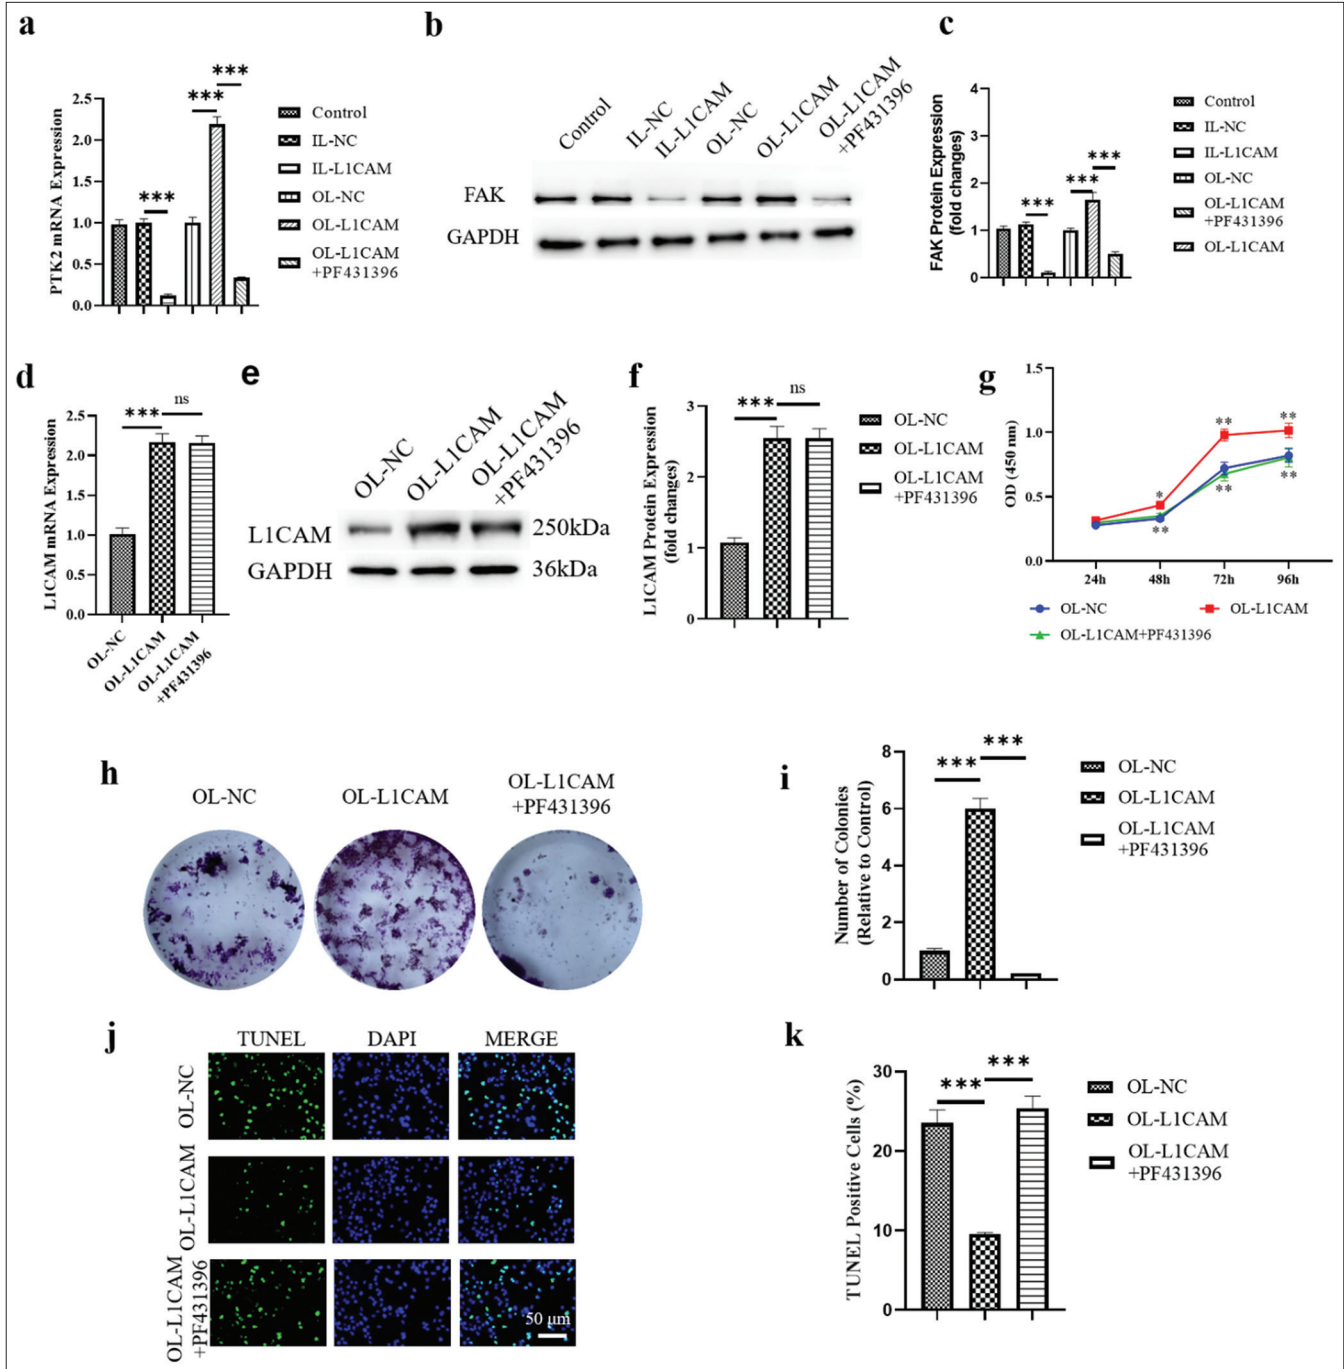 a
PTK2 mRNA Expression
2.5
2.0
1.5
1.0
0.5
0.0
***
***
***
Control
IL-NC
IL-L1CAM
OL-NC
OL-L1CAM
OL-L1CAM
+PF431396
b
Control
IL-NC
IL-L1CAM
OL-NC
OL-L1CAM
OL-L1CAM
+PF431396
FAK
GAPDH
c
FAK Protein Expression
(fold changes)
4
3
2
1
0
***
***
***
Control
IL-NC
IL-L1CAM
OL-NC
OL-L1CAM
+PF431396
OL-L1CAM
d
L1CAM mRNA Expression
2.5
2.0
1.5
1.0
0.5
0.0
***
ns
OL-NC
OL-L1CAM
OL-L1CAM
+PF431396
e
OL-NC
OL-L1CAM
OL-L1CAM
+PF431396
L1CAM
250kDa
GAPDH
36kDa
f
L1CAM Protein Expression
(fold changes)
3
2
1
0
***
ns
OL-NC
OL-L1CAM
OL-L1CAM
+PF431396
g
OD (450 nm)
1.5
1.0
0.5
0.0
*
**
**
**
**
**
24h
48h
72h
96h
OL-NC
OL-L1CAM
OL-L1CAM+PF431396
h
OL-NC
OL-L1CAM
OL-L1CAM
+PF431396
i
Number of Colonies
(Relative to Control)
8
6
4
2
0
***
***
OL-NC
OL-L1CAM
OL-L1CAM
+PF431396
j
TUNEL
DAPI
MERGE
OL-NC
OL-L1CAM
OL-L1CAM
+PF431396
50 μm
k
TUNEL Positive Cells (%)
30
20
10
0
***
***
OL-NC
OL-L1CAM
OL-L1CAM
+PF431396